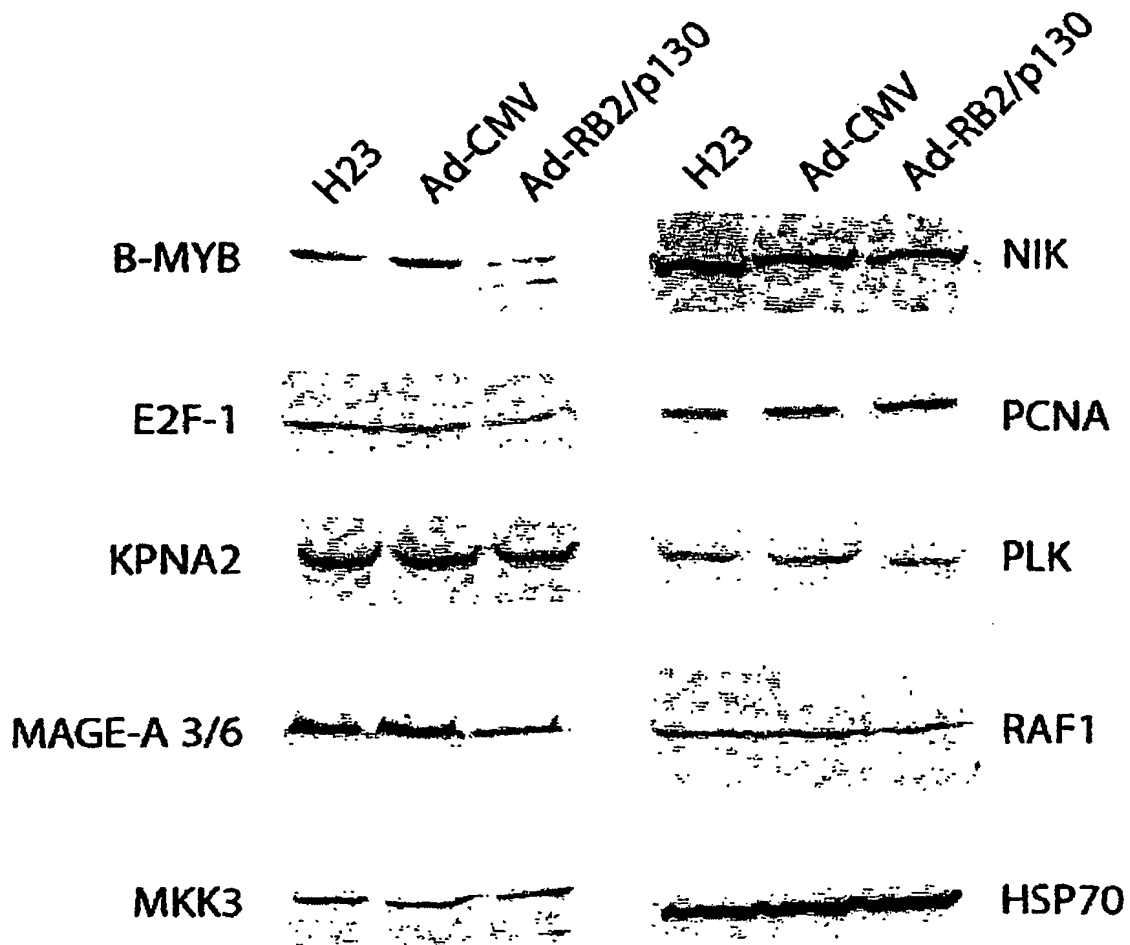 H23 Ad-CMV Ad-RB2/p130 H23 Ad-CMV Ad-RB2/p130
B-MYB NIK
E2F-1 PCNA
KPNA2 PLK
MAGE-A 3/6 RAF1
MKK3 HSP70